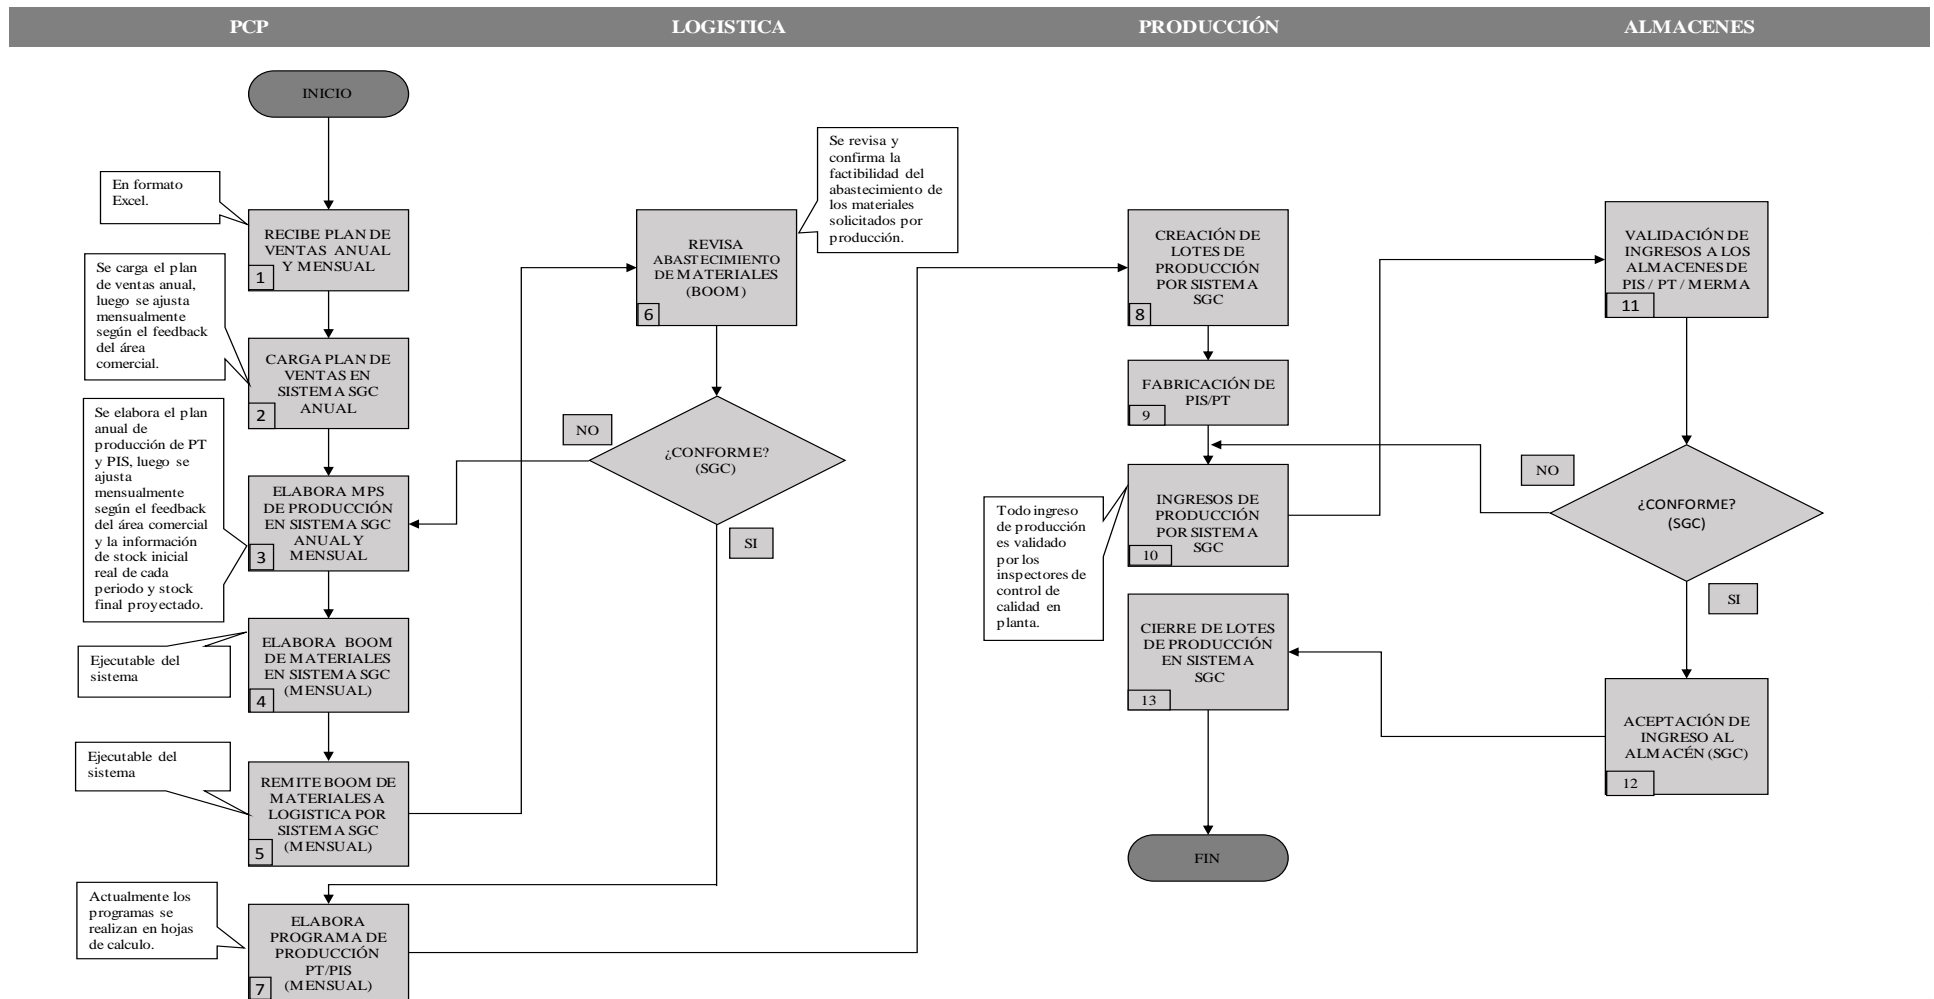 PCP
LOGISTICA
PRODUCCIÓN
ALMACENES
INICIO
En formato
Excel.
RECIBE PLAN DE
VENTAS ANUAL
Y MENSUAL
1
Se carga el plan
de ventas anual,
luego se ajusta
mensualmente
según el feedback
del área
comercial.
CARGA PLAN DE
VENTAS EN
SISTEMA SGC
ANUAL
2
Se elabora el plan
anual de
producción de PT
y PIS, luego se
ajusta
mensualmente
según el feedback
del área comercial
y la información
de stock inicial
real de cada
periodo y stock
final proyectado.
ELABORA MPS
DE PRODUCCIÓN
EN SISTEMA SGC
ANUAL Y
MENSUAL
3
Ejecutable del
sistema
ELABORA BOOM
DE MATERIALES
EN SISTEMA SGC
(MENSUAL)
4
Ejecutable del
sistema
REMITE BOOM DE
MATERIALES A
LOGISTICA POR
SISTEMA SGC
(MENSUAL)
5
Actualmente los
programas se
realizan en hojas
de calculo.
ELABORA
PROGRAMA DE
PRODUCCIÓN
PT/PIS
(MENSUAL)
7
Se revisa y
confirma la
factibilidad del
abastecimiento de
los materiales
solicitados por
producción.
REVISA
ABASTECIMIENTO
DE MATERIALES
(BOOM)
6
NO
¿CONFORME?
(SGC)
SI
CREACIÓN DE
LOTES DE
PRODUCCIÓN
POR SISTEMA
SGC
8
FABRICACIÓN DE
PIS/PT
9
Todo ingreso
de producción
es validado
por los
inspectores de
control de
calidad en
planta.
INGRESOS DE
PRODUCCIÓN
POR SISTEMA
SGC
10
CIERRE DE LOTES
DE PRODUCCIÓN
EN SISTEMA
SGC
13
FIN
VALIDACIÓN DE
INGRESOS A LOS
ALMACENES DE
PIS / PT / MERMA
11
NO
¿CONFORME?
(SGC)
SI
ACEPTACIÓN DE
INGRESO AL
ALMACÉN (SGC)
12